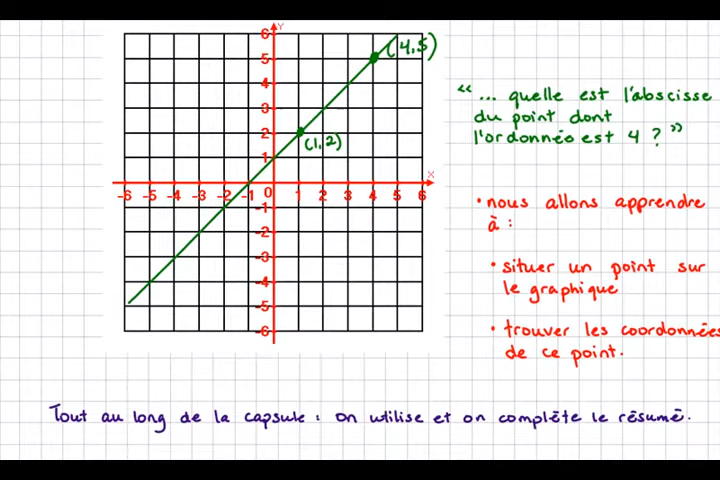 Y
6
5
4
3
2
1
(4,5)
(1,2)
X
-6 -5 -4 -3 -2 -1 0 1 2 3 4 5 6
-1
-2
-3
-4
-5
-6
“ ... quelle est l'abscisse
du point dont
l'ordonnée est 4 ? ”
• nous allons apprendre
à :
• situer un point sur
le graphique
• trouver les coordonnées
de ce point.
Tout au long de la capsule : on utilise et on complète le résumé.